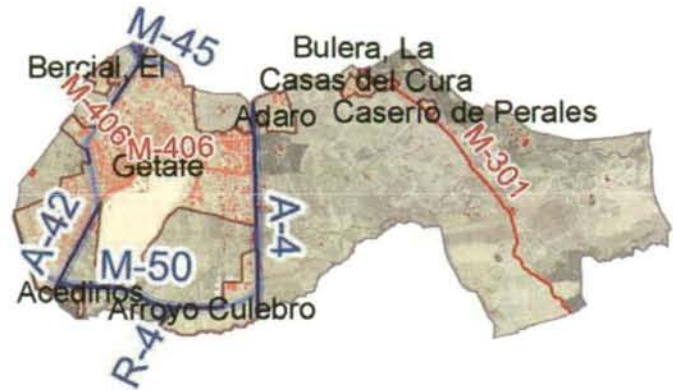 M-45
Bulera, La
Bercial, El
Casas del Cura
M-406
Adaro
Caserío de Perales
M-406
Getafe
M-301
A-42
A-4
M-50
Acedinos
Arroyo Culebro
R-4